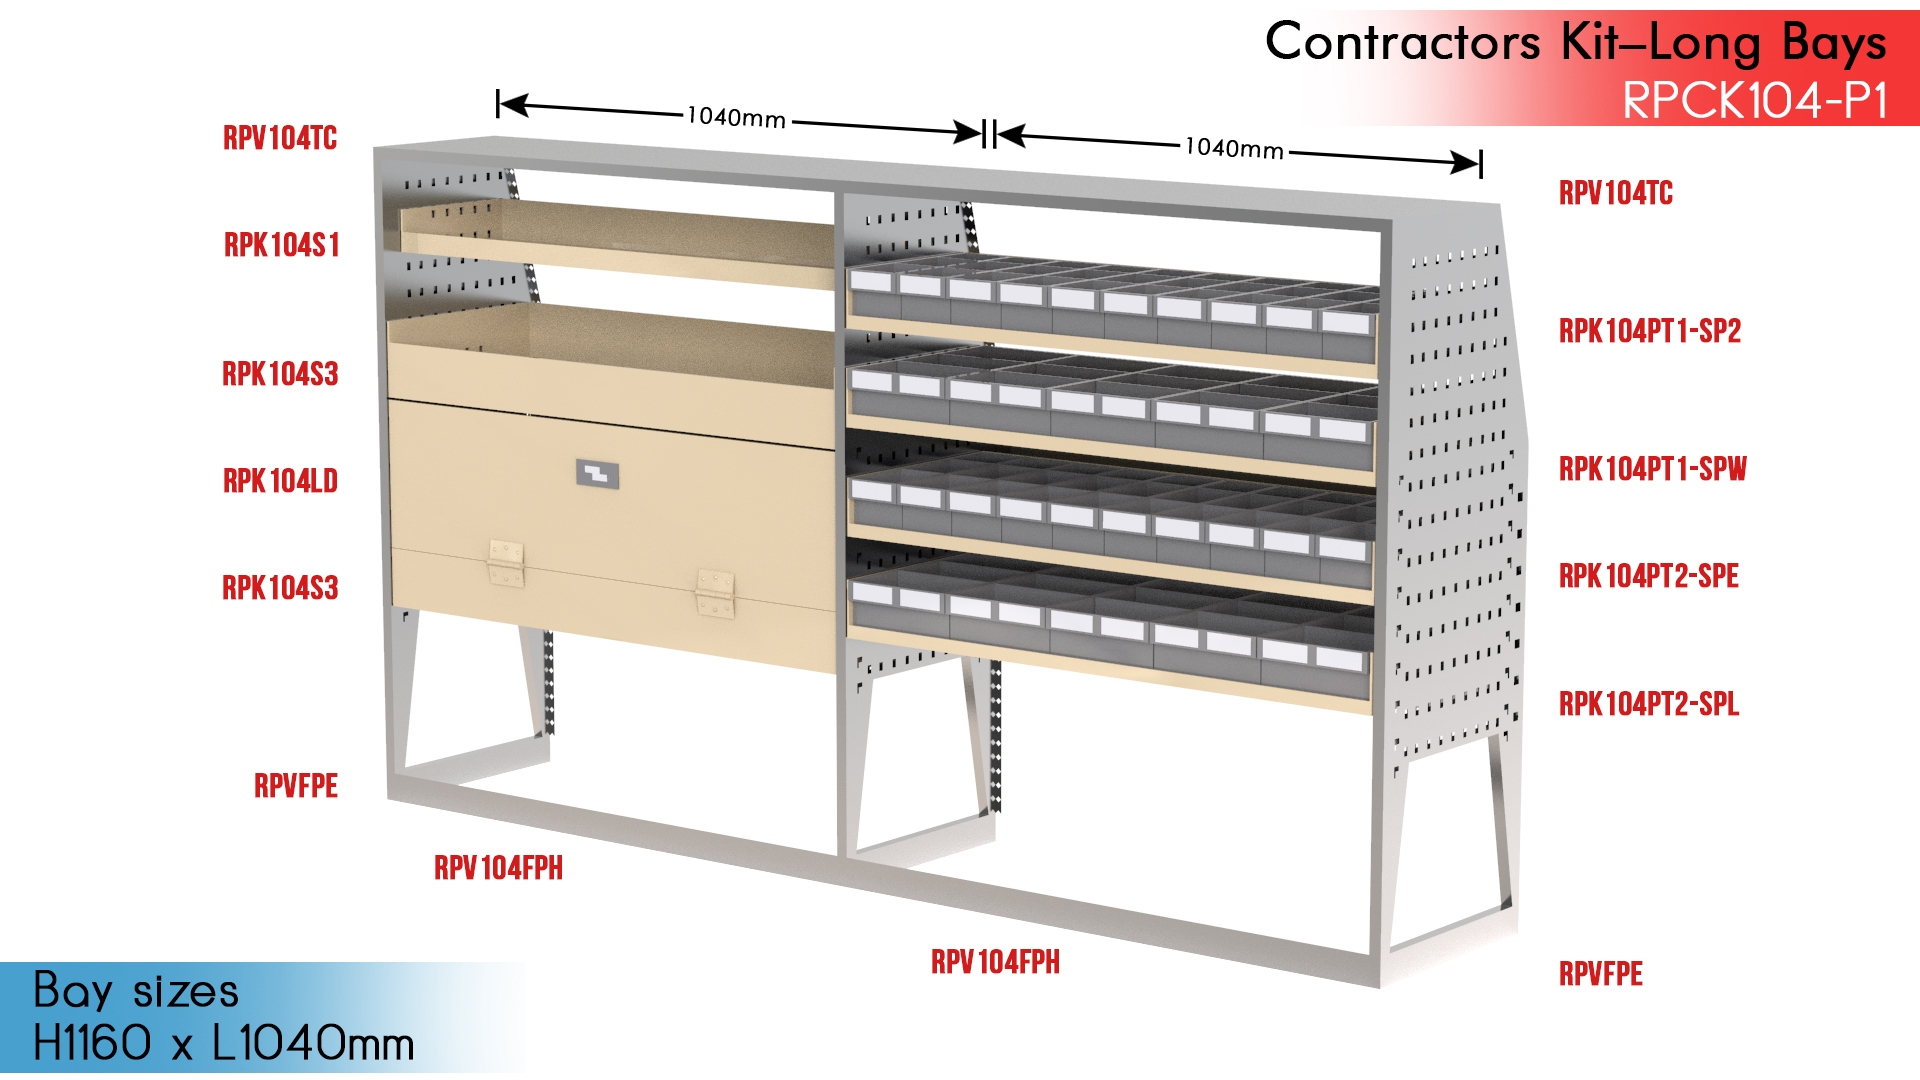 Contractors Kit–Long Bays
RPCK104-P1
1040mm
1040mm
RPV104TC
RPK104S1
RPK104S3
RPK104LD
RPK104S3
RPVFPE
RPV104FPH
RPV104FPH
RPV104TC
RPK104PT1-SP2
RPK104PT1-SPW
RPK104PT2-SPE
RPK104PT2-SPL
RPVFPE
Bay sizes
H1160 x L1040mm